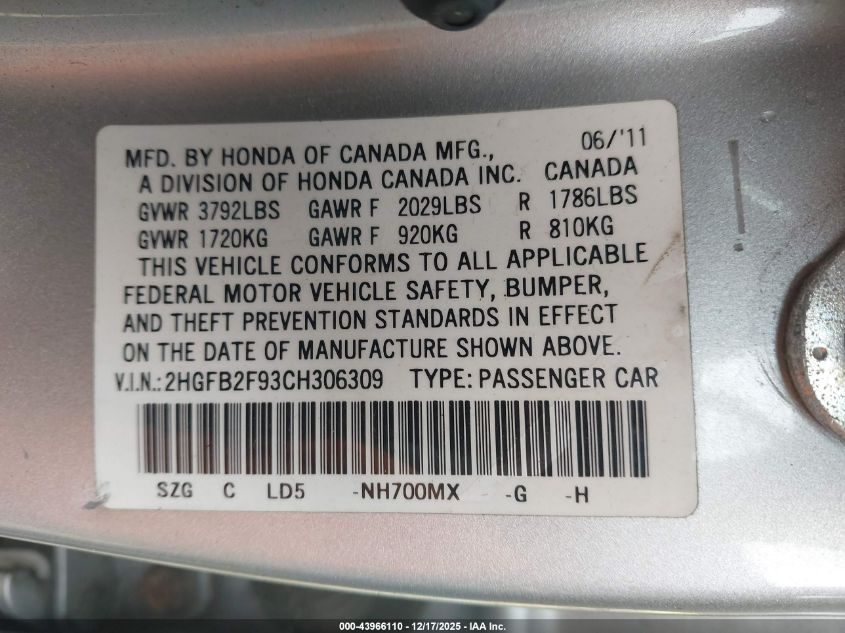 MFD. BY HONDA OF CANADA MFG., 06/'11
A DIVISION OF HONDA CANADA INC. CANADA
GVWR 3792LBS GAWR F 2029LBS R 1786LBS
GVWR 1720KG GAWR F 920KG R 810KG
THIS VEHICLE CONFORMS TO ALL APPLICABLE
FEDERAL MOTOR VEHICLE SAFETY, BUMPER,
AND THEFT PREVENTION STANDARDS IN EFFECT
ON THE DATE OF MANUFACTURE SHOWN ABOVE.
V.I.N.: 2HGFB2F93CH306309 TYPE: PASSENGER CAR
SZG C LD5 -NH700MX -G -H
000-43966110 - 12/17/2025 - IAA Inc.